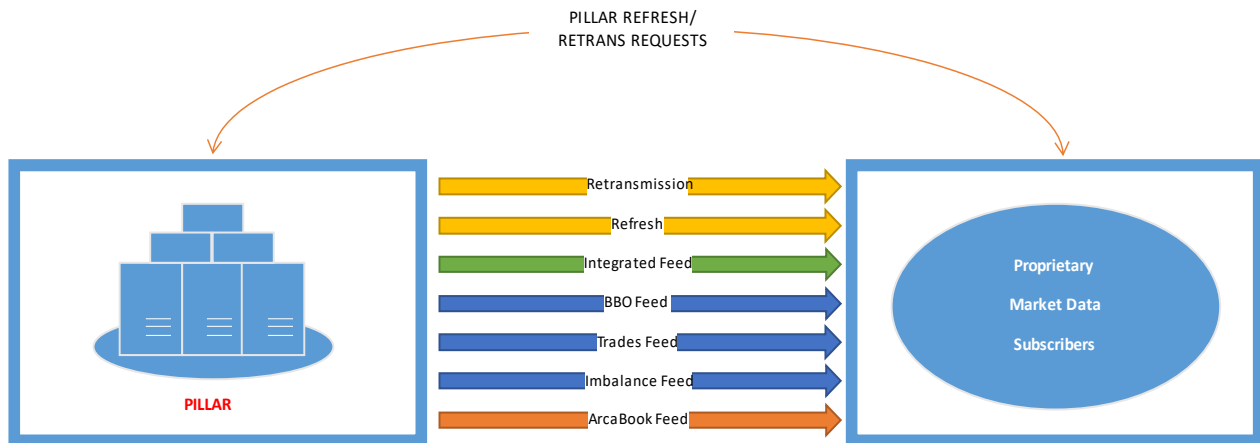 PILLAR REFRESH/
RETRANS REQUESTS
Retransmission
Refresh
Integrated Feed
BBO Feed
Trades Feed
Imbalance Feed
ArcaBook Feed
PILLAR
Proprietary
Market Data
Subscribers